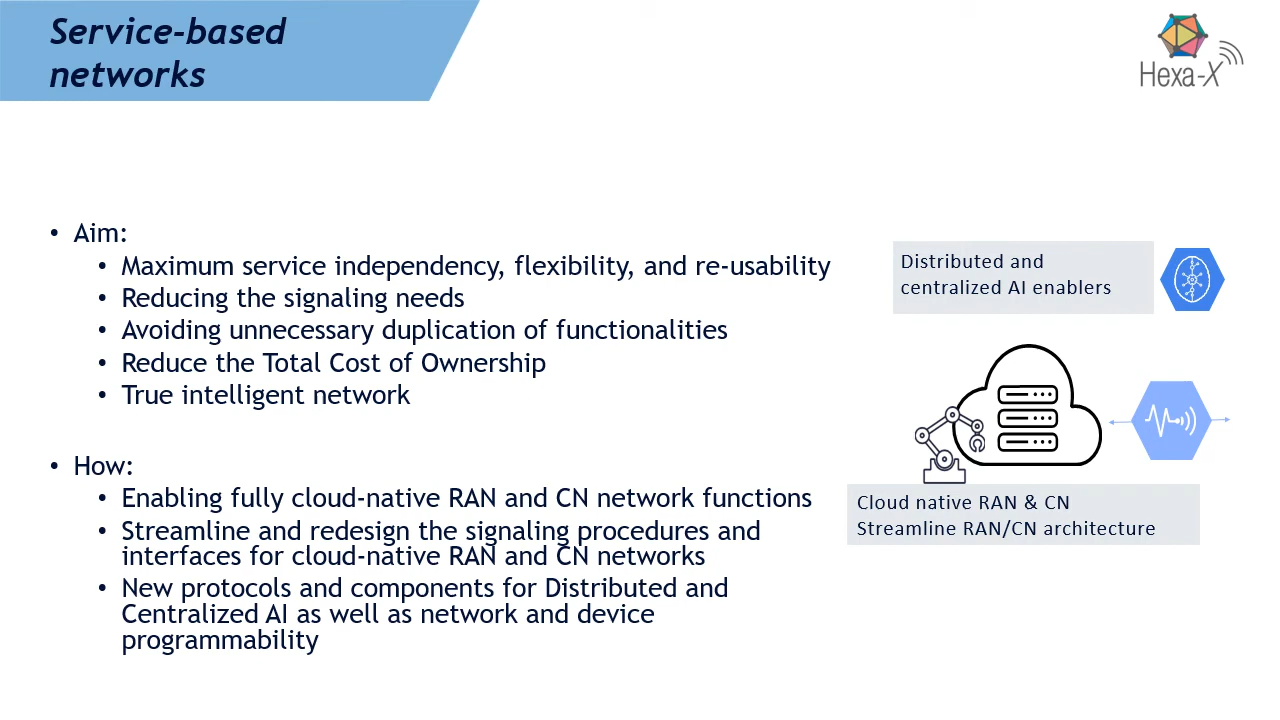 Service-based
networks
Hexa-X
• Aim:
• Maximum service independency, flexibility, and re-usability
• Reducing the signaling needs
• Avoiding unnecessary duplication of functionalities
• Reduce the Total Cost of Ownership
• True intelligent network
• How:
• Enabling fully cloud-native RAN and CN network functions
• Streamline and redesign the signaling procedures and
interfaces for cloud-native RAN and CN networks
• New protocols and components for Distributed and
Centralized AI as well as network and device
programmability
Distributed and
centralized AI enablers
Cloud native RAN & CN
Streamline RAN/CN architecture